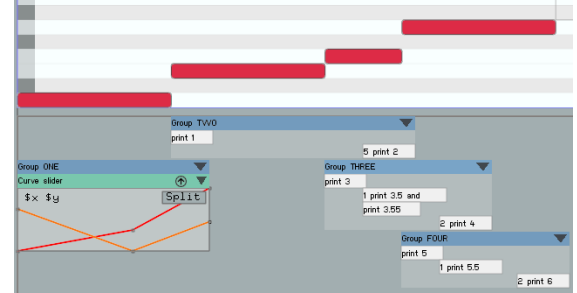 Group TWO
print 1
5 print 2
Group ONE
Curve slider
$x $y
Split
Group THREE
print 3
1 print 3.5 and
print 3.55
2 print 4
Group FOUR
print 5
1 print 5.5
2 print 6